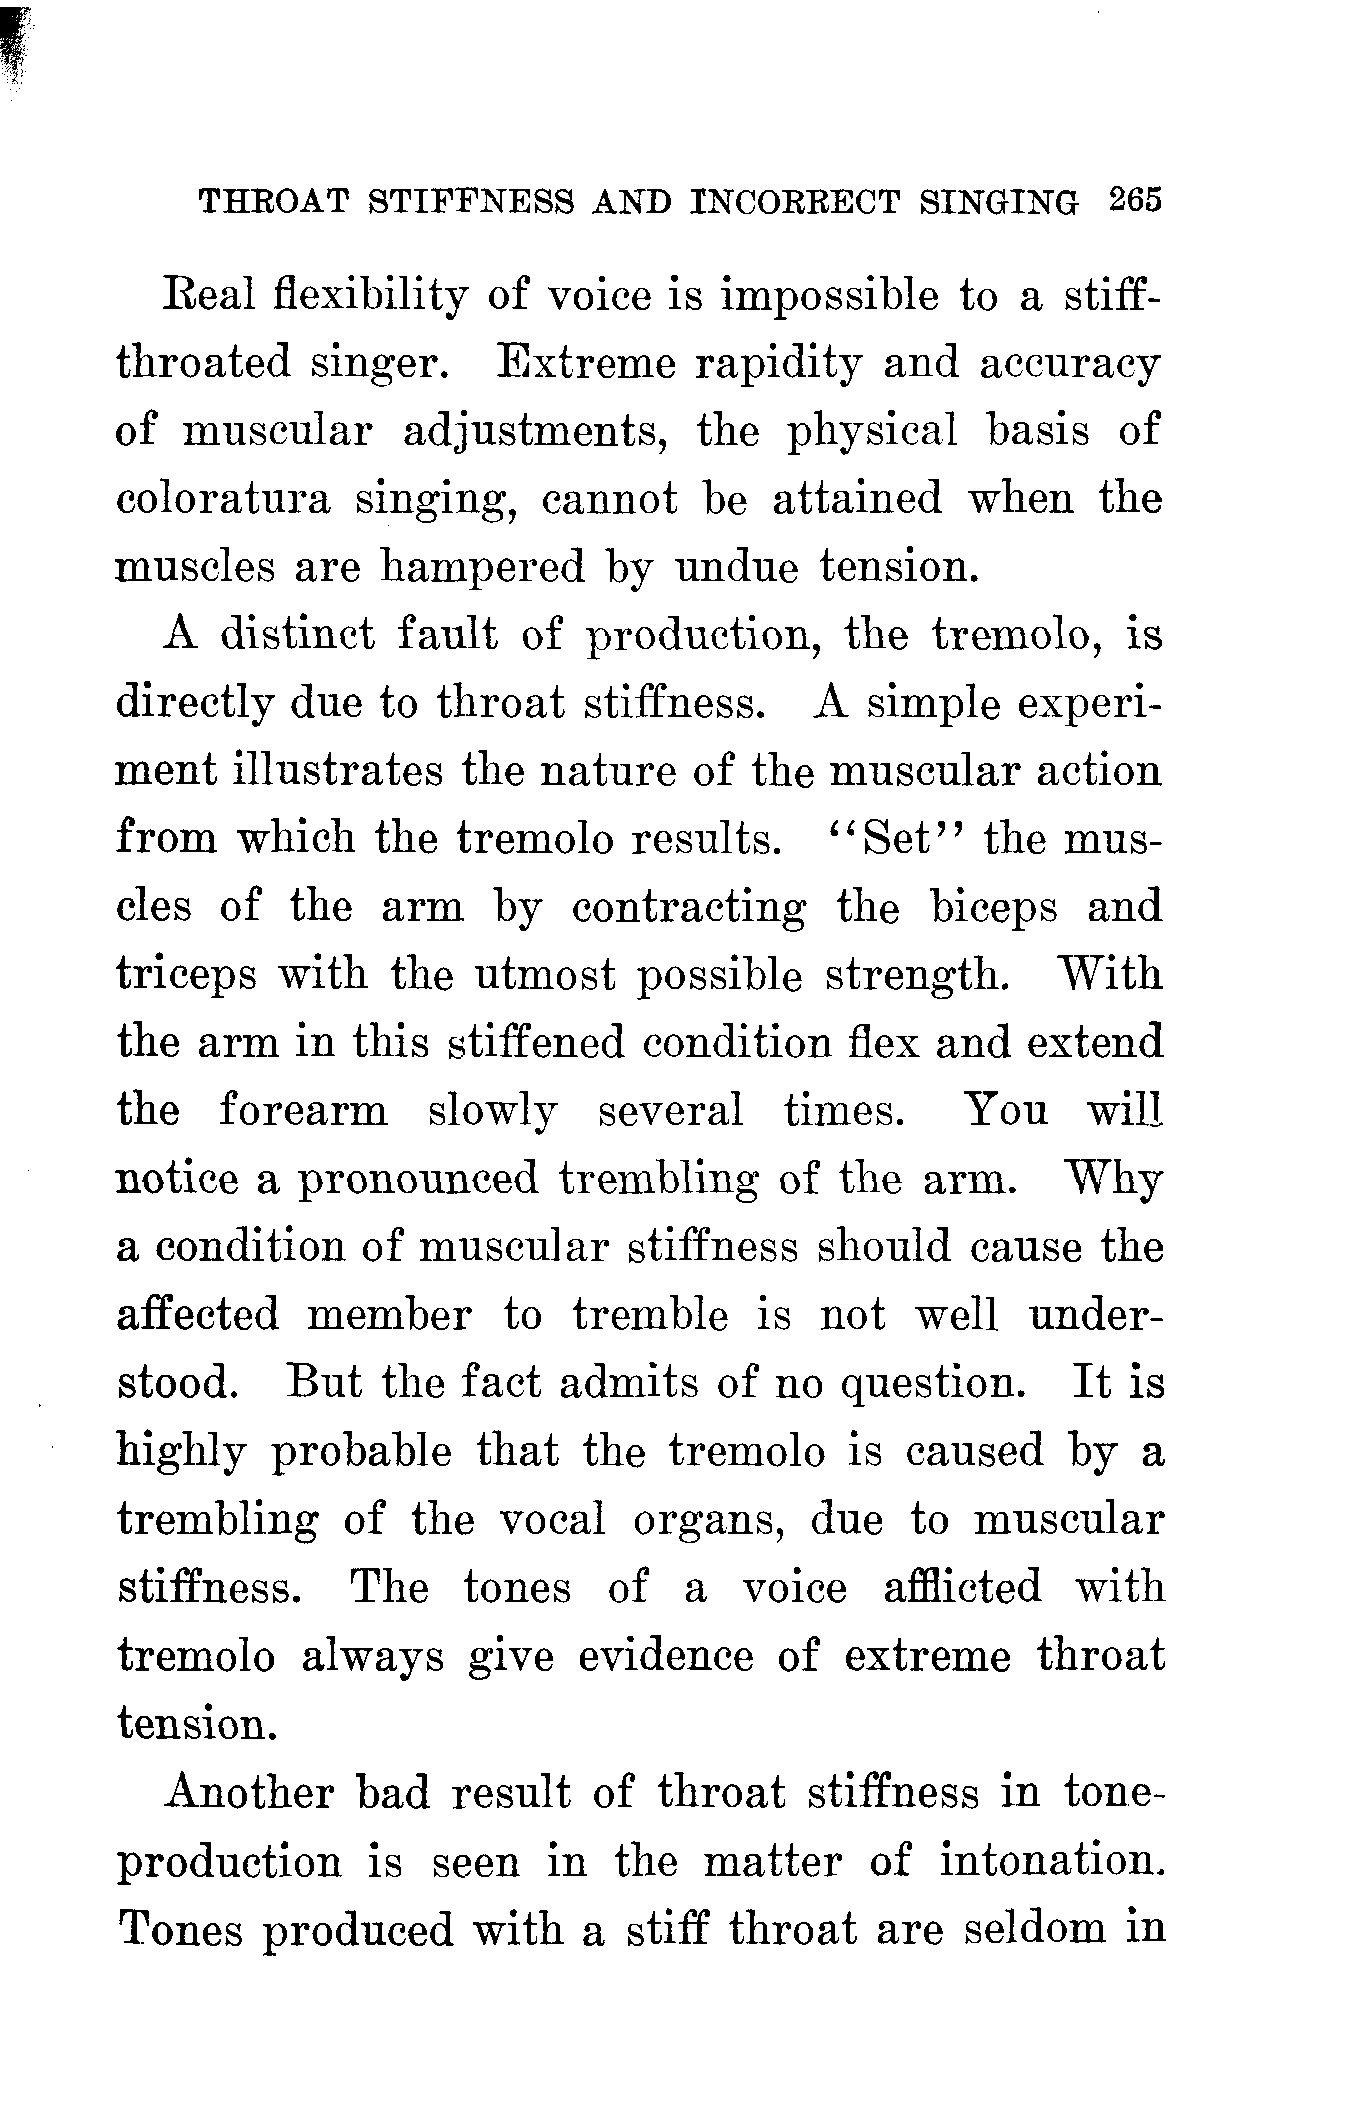 THROAT STIFFNESS AND INCORRECT SINGING 265
Real flexibility of voice is impossible to a stiff-
throated singer. Extreme rapidity and accuracy
of muscular adjustments, the physical basis of
coloratura singing, cannot be attained when the
muscles are hampered by undue tension.
A distinct fault of production, the tremolo, is
directly due to throat stiffness. A simple experi-
ment illustrates the nature of the muscular action
from which the tremolo results. “Set” the mus-
cles of the arm by contracting the biceps and
triceps with the utmost possible strength. With
the arm in this stiffened condition flex and extend
the forearm slowly several times. You will
notice a pronounced trembling of the arm. Why
a condition of muscular stiffness should cause the
affected member to tremble is not well under-
stood. But the fact admits of no question. It is
highly probable that the tremolo is caused by a
trembling of the vocal organs, due to muscular
stiffness. The tones of a voice afflicted with
tremolo always give evidence of extreme throat
tension.
Another bad result of throat stiffness in tone-
production is seen in the matter of intonation.
Tones produced with a stiff throat are seldom in